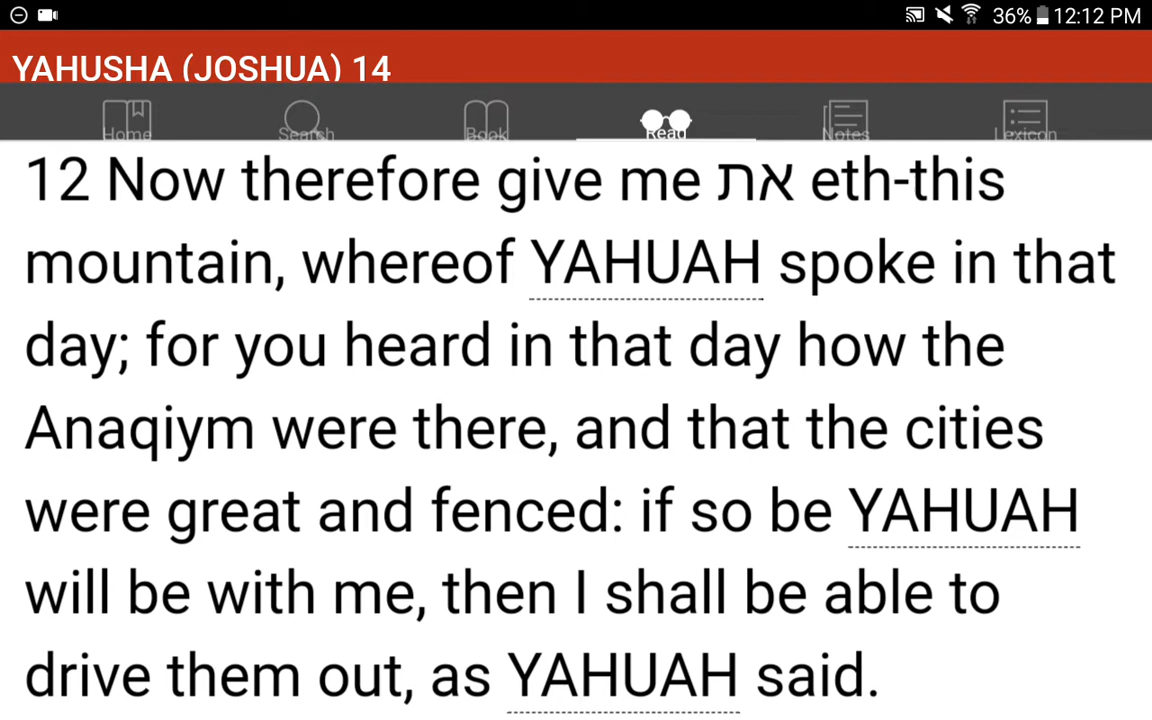 36% 12:12 PM
YAHUSHA (JOSHUA) 14
Home Search Book Read Notes Lexicon
12 Now therefore give me את eth-this
mountain, whereof YAHUAH spoke in that
day; for you heard in that day how the
Anaqiym were there, and that the cities
were great and fenced: if so be YAHUAH
will be with me, then I shall be able to
drive them out, as YAHUAH said.